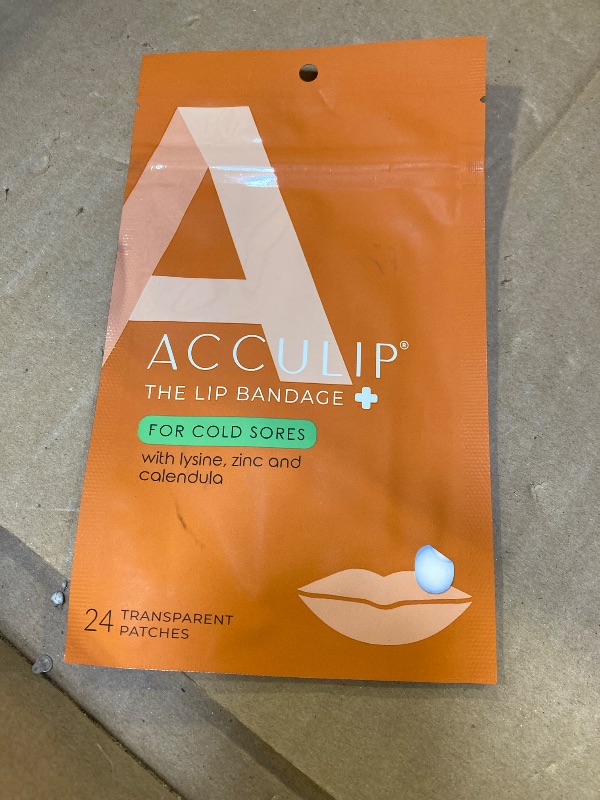 A
ACCULIP®
THE LIP BANDAGE
FOR COLD SORES
with lysine, zinc and
calendula
24 TRANSPARENT
PATCHES